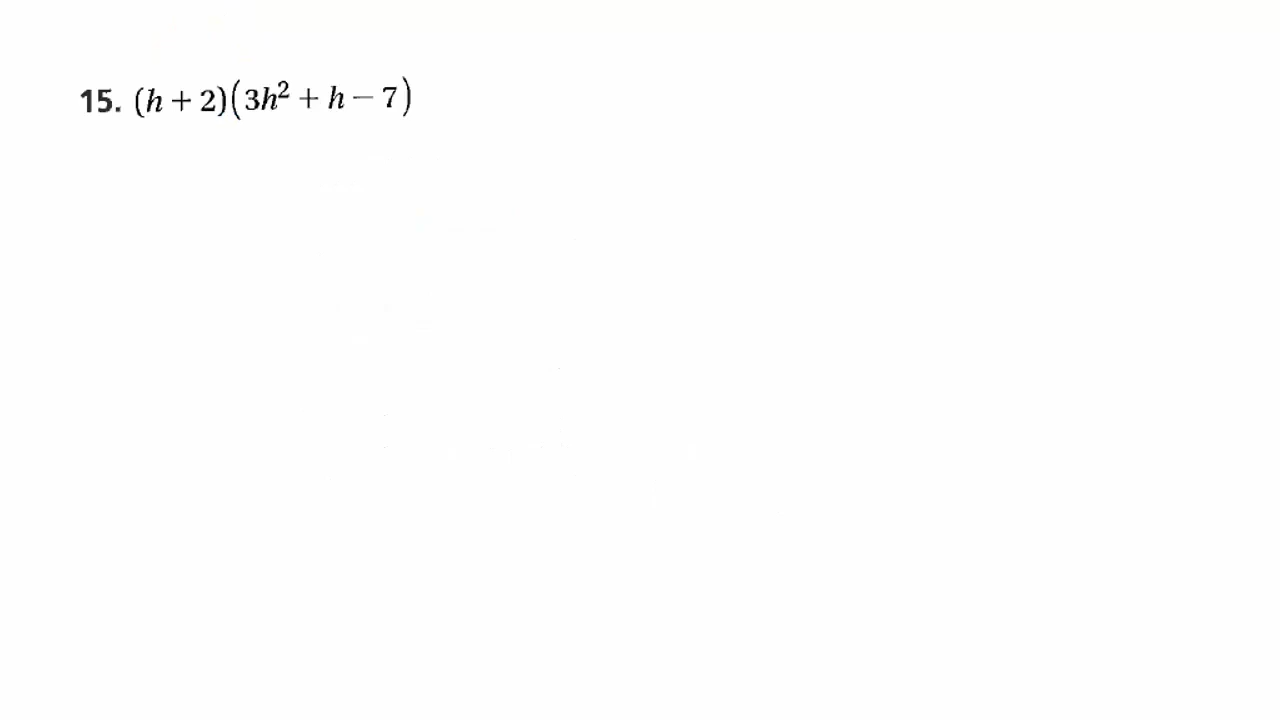 15. (h + 2)(3h² + h − 7)